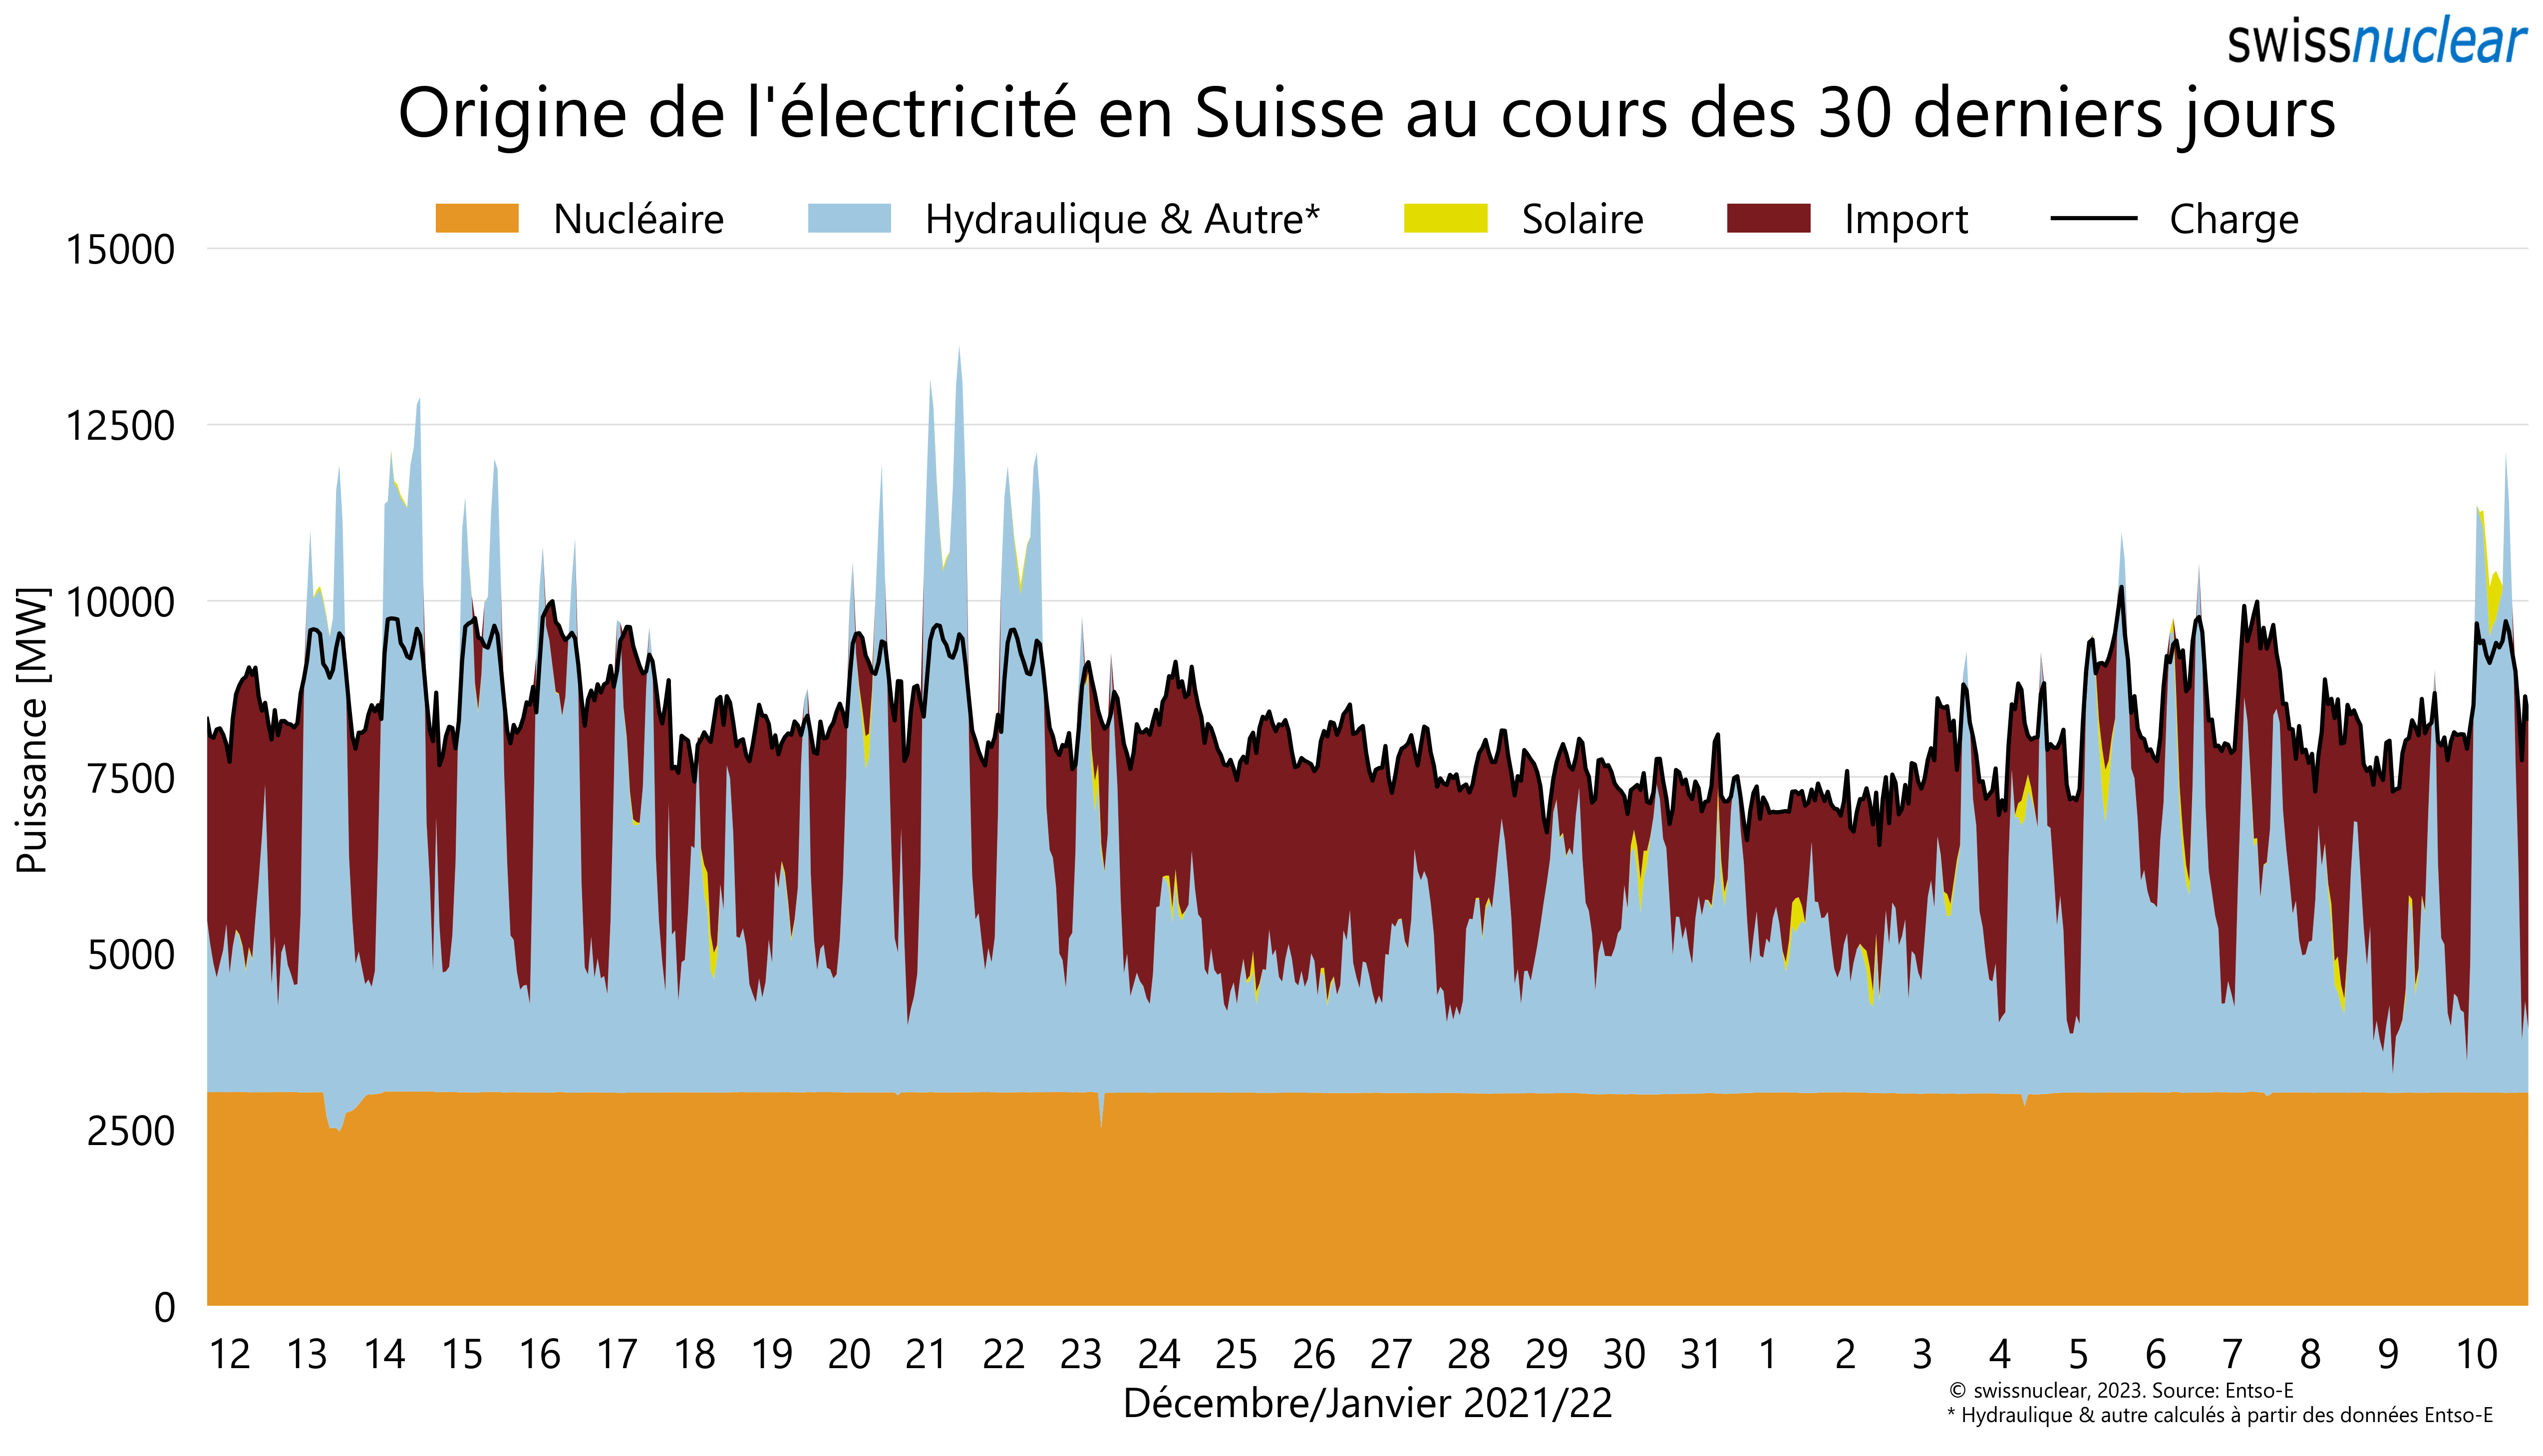 swissnuclear
Origine de l'électricité en Suisse au cours des 30 derniers jours
Nucléaire Hydraulique & Autre* Solaire Import Charge
15000
12500
10000
7500
5000
2500
0
Puissance [MW]
12 13 14 15 16 17 18 19 20 21 22 23 24 25 26 27 28 29 30 31 1 2 3 4 5 6 7 8 9 10
Décembre/Janvier 2021/22
© swissnuclear, 2023. Source: Entso-E
* Hydraulique & autre calculés à partir des données Entso-E